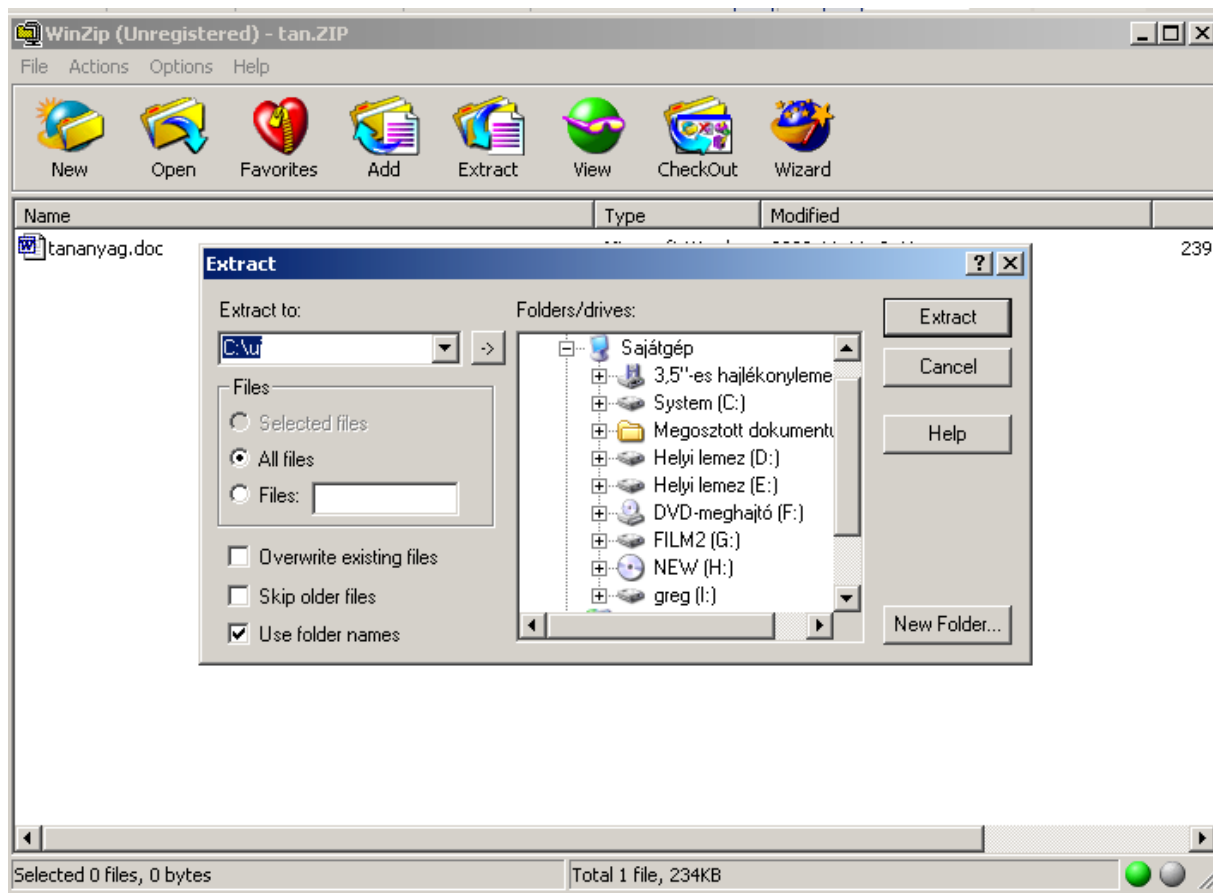 WinZip (Unregistered) - tan.ZIP
File Actions Options Help
New Open Favorites Add Extract View CheckOut Wizard
Name Type Modified
tananyag.doc 239
Extract
Extract to:
C:\uj
->
Files
Selected files
All files
Files:
Overwrite existing files
Skip older files
Use folder names
Folders/drives:
Sajátgép
3,5"-es hajlékonyleme
System (C:)
Megosztott dokumentu
Helyi lemez (D:)
Helyi lemez (E:)
DVD-meghajtó (F:)
FILM2 (G:)
NEW (H:)
greg (I:)
Extract
Cancel
Help
New Folder...
Selected 0 files, 0 bytes
Total 1 file, 234KB